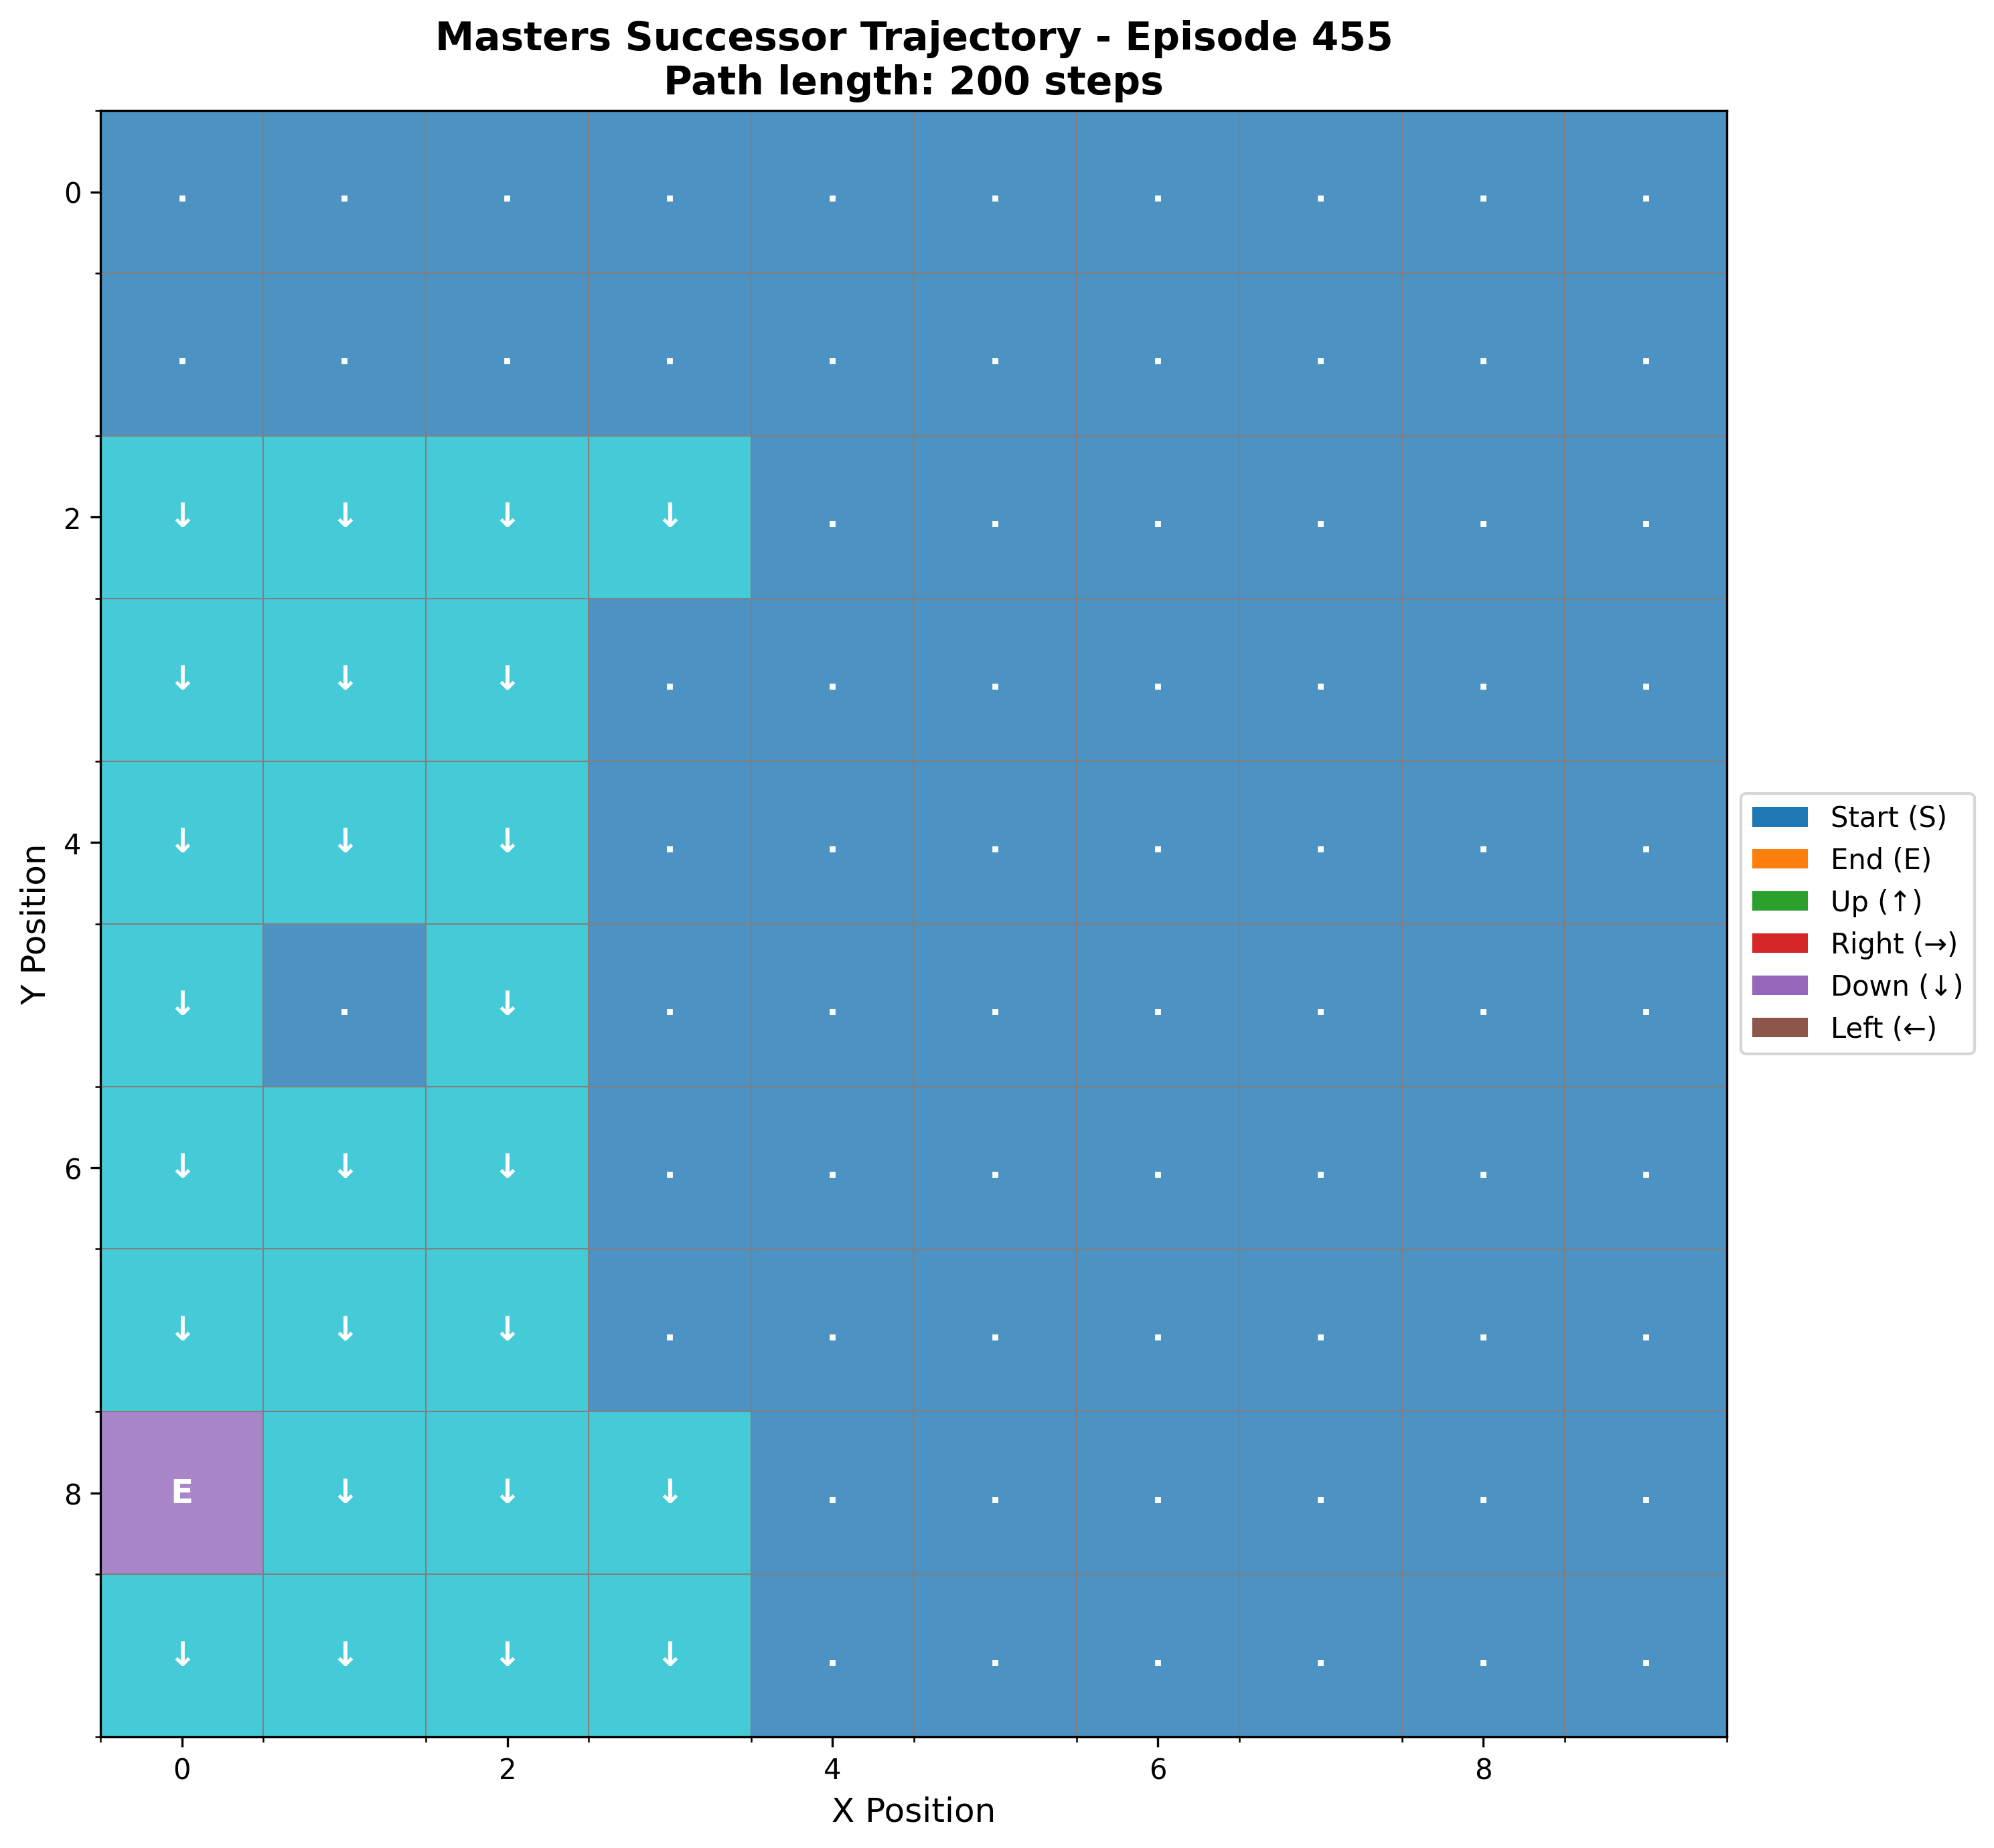 Masters Successor Trajectory - Episode 455
Path length: 200 steps
0 . . . . . . . . . .
. . . . . . . . . .
2 ↓ ↓ ↓ ↓ . . . . . .
↓ ↓ ↓ . . . . . . .
4 ↓ ↓ ↓ . . . . . . .
↓ . ↓ . . . . . . .
6 ↓ ↓ ↓ . . . . . . .
↓ ↓ ↓ . . . . . . .
8 E ↓ ↓ ↓ . . . . . .
↓ ↓ ↓ ↓ . . . . . .
0 2 4 6 8
X Position
Y Position
Start (S)
End (E)
Up (↑)
Right (→)
Down (↓)
Left (←)